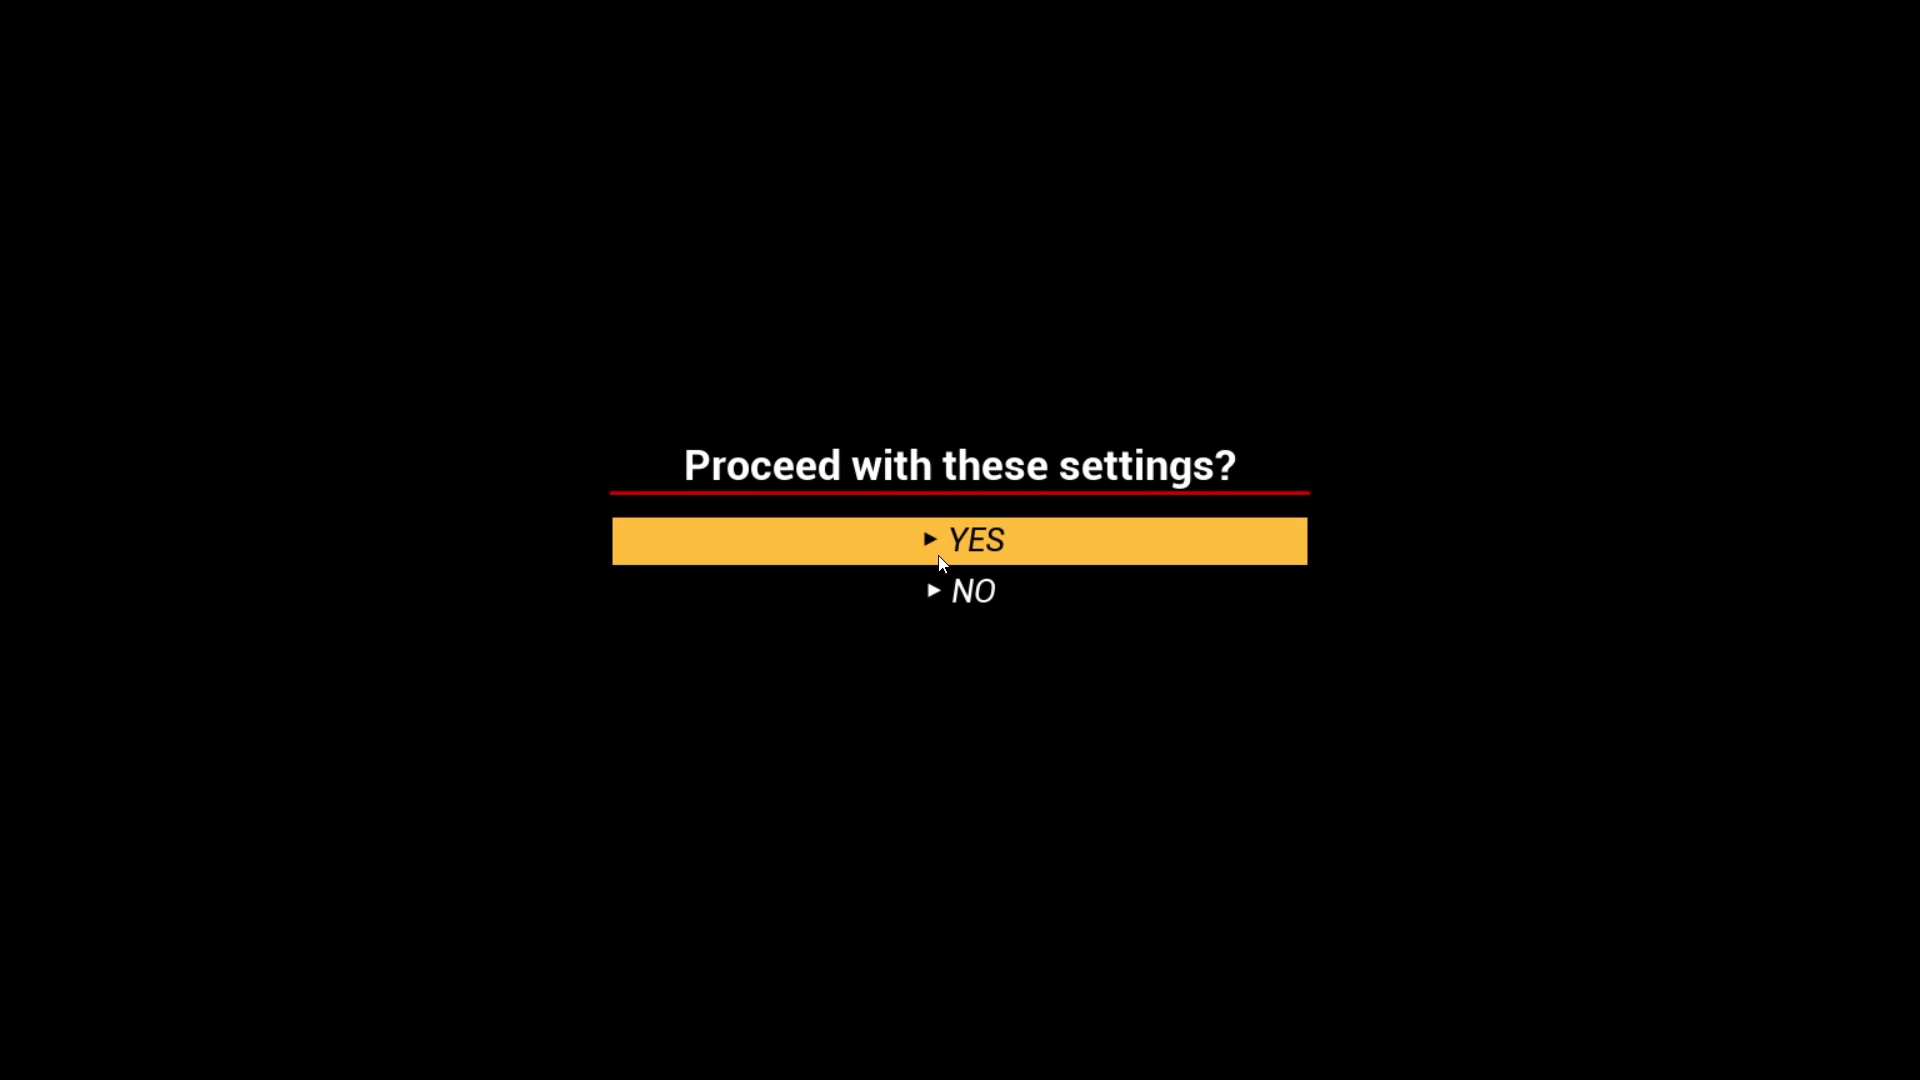 Proceed with these settings?
► YES
► NO